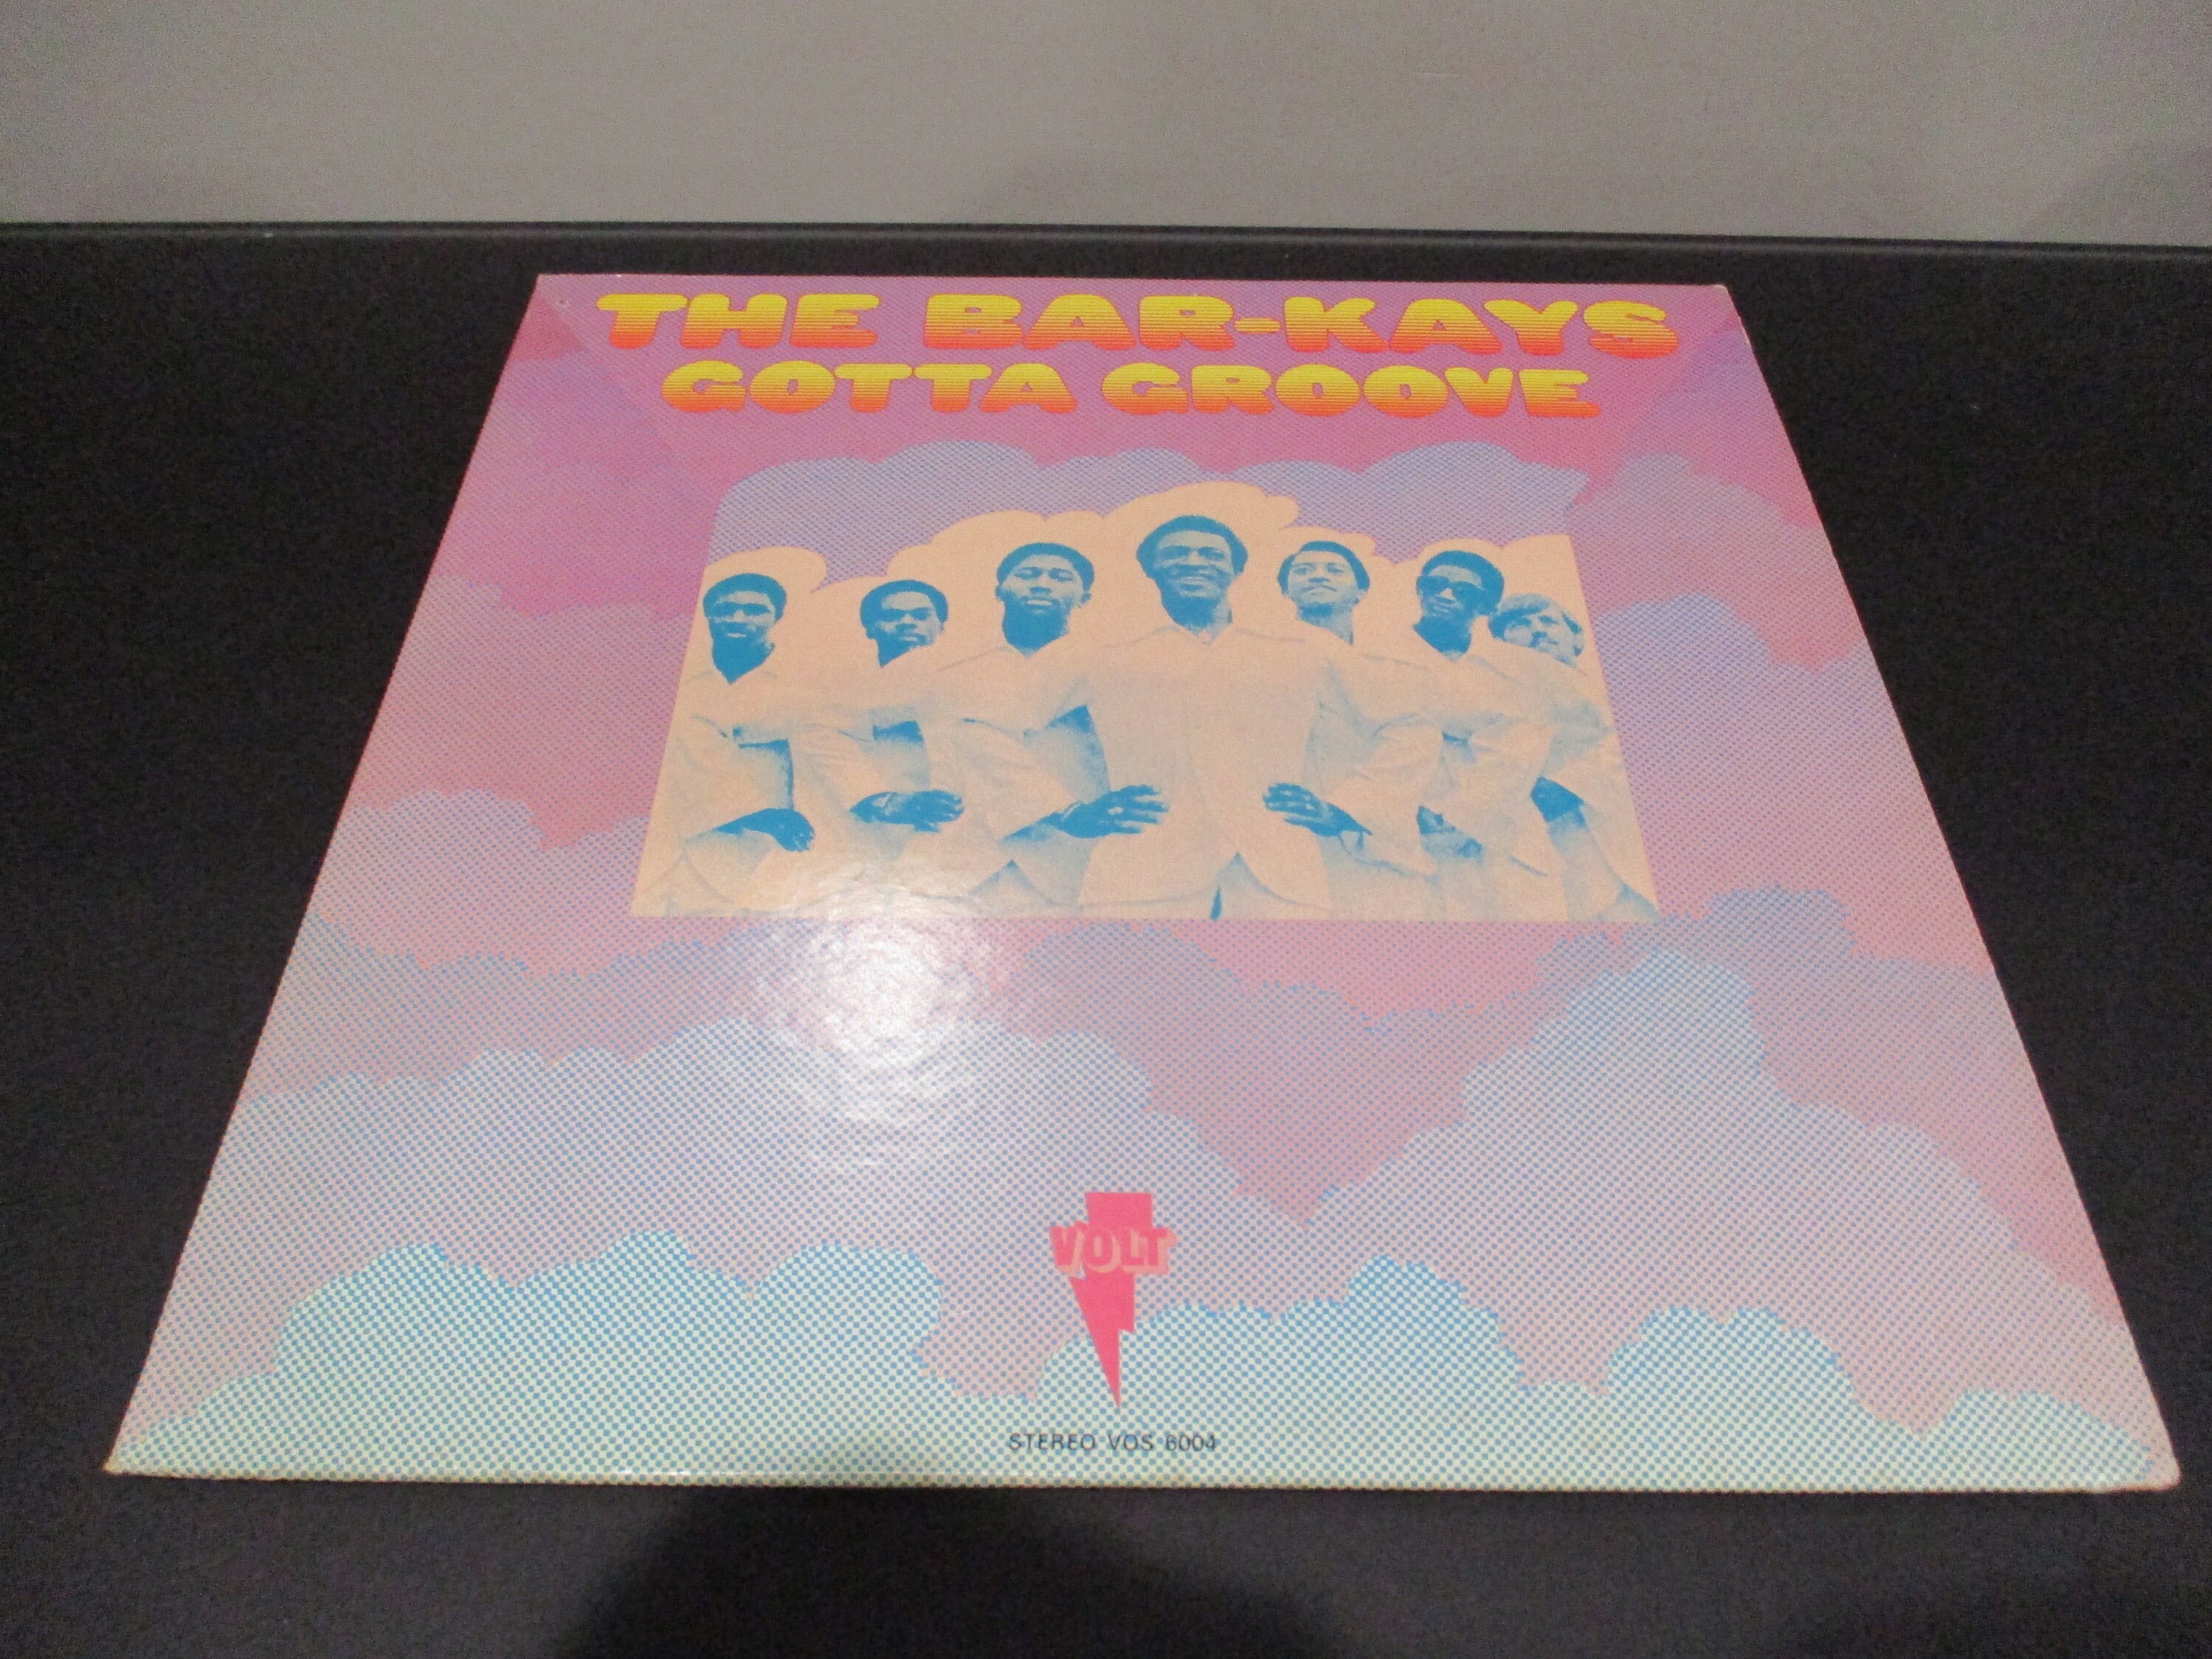 THE BAR-KAYS
GOTTA GROOVE
VOLT
STEREO VOS 6004